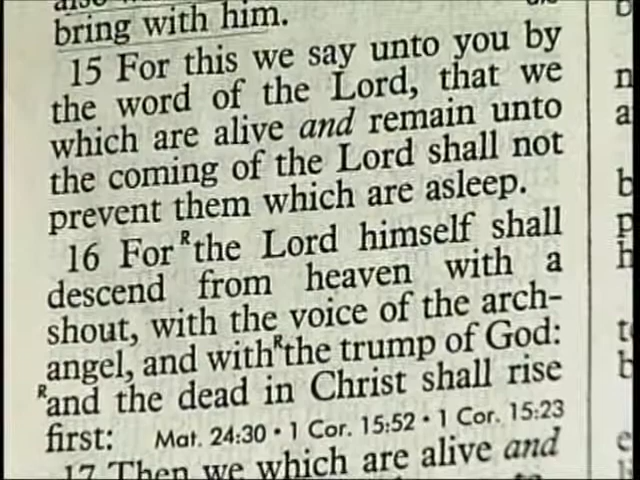 bring with him.
15 For this we say unto you by
the word of the Lord, that we
which are alive and remain unto
the coming of the Lord shall not
prevent them which are asleep.
16 For ᴿthe Lord himself shall
descend from heaven with a
shout, with the voice of the arch-
angel, and with ᴿthe trump of God:
ᴿand the dead in Christ shall rise
first: Mat. 24:30 • 1 Cor. 15:52 • 1 Cor. 15:23
17 Then we which are alive and